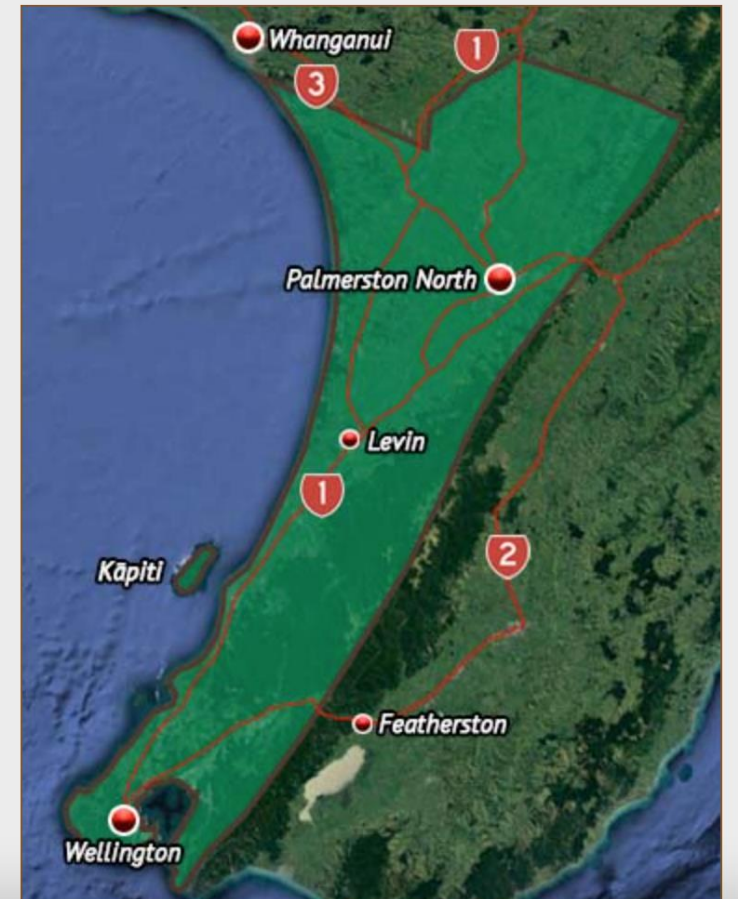 Whanganui
1
3
Palmerston North
Levin
1
Kāpiti
2
Featherston
Wellington